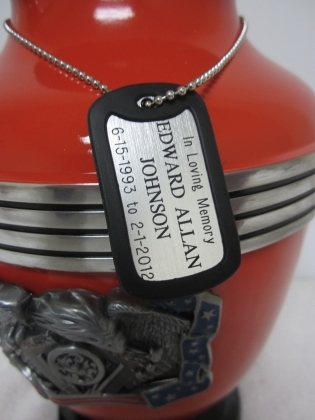 In Loving Memory
EDWARD ALLAN
JOHNSON
6-15-1993 to 2-1-2012